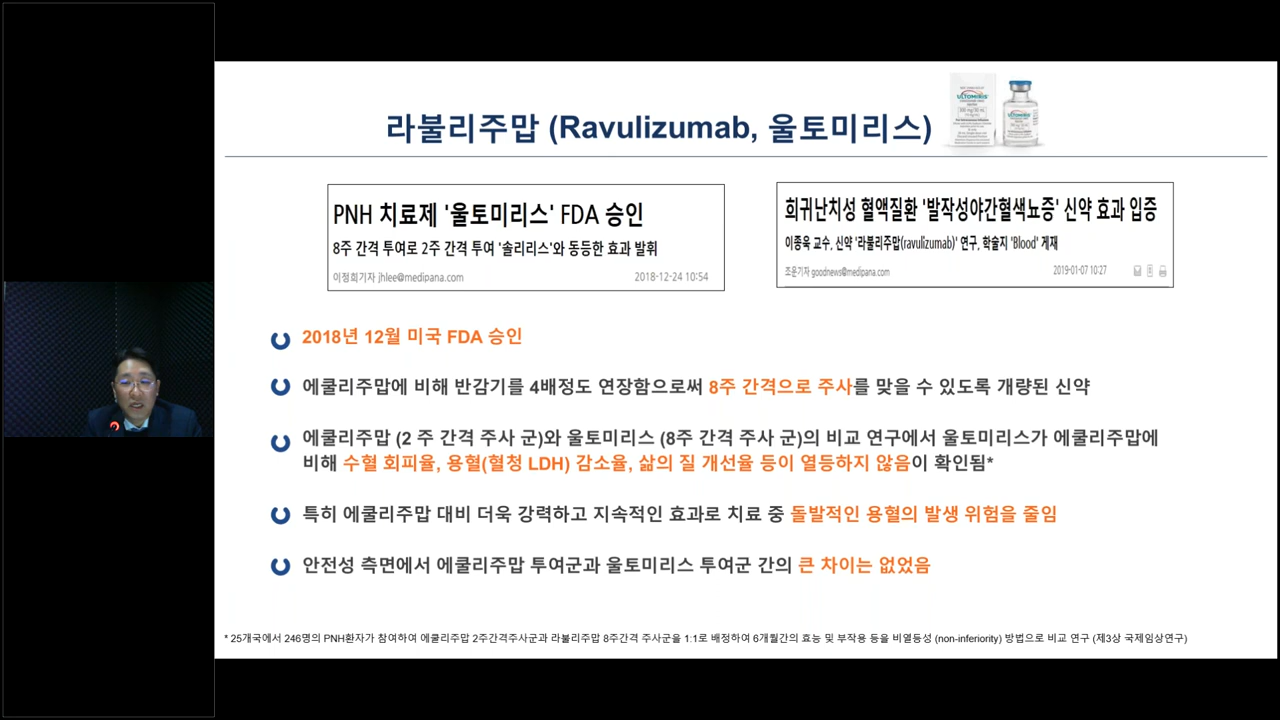 라불리주맙 (Ravulizumab, 울토미리스)
ULTOMIRIS
PNH 치료제 '울토미리스' FDA 승인
8주 간격 투여로 2주 간격 투여 '솔리리스'와 동등한 효과 발휘
이정희기자 jhlee@medipana.com 2018-12-24 10:54
희귀난치성 혈액질환 '발작성야간혈색뇨증' 신약 효과 입증
이종욱 교수, 신약 '라불리주맙(ravulizumab)' 연구, 학술지 'Blood' 게재
조운기자 goodnews@medipana.com 2019-01-07 10:27
2018년 12월 미국 FDA 승인
에쿨리주맙에 비해 반감기를 4배정도 연장함으로써 8주 간격으로 주사를 맞을 수 있도록 개량된 신약
에쿨리주맙 (2 주 간격 주사 군)와 울토미리스 (8주 간격 주사 군)의 비교 연구에서 울토미리스가 에쿨리주맙에
비해 수혈 회피율, 용혈(혈청 LDH) 감소율, 삶의 질 개선율 등이 열등하지 않음이 확인됨*
특히 에쿨리주맙 대비 더욱 강력하고 지속적인 효과로 치료 중 돌발적인 용혈의 발생 위험을 줄임
안전성 측면에서 에쿨리주맙 투여군과 울토미리스 투여군 간의 큰 차이는 없었음
* 25개국에서 246명의 PNH환자가 참여하여 에쿨리주맙 2주간격주사군과 라불리주맙 8주간격 주사군을 1:1로 배정하여 6개월간의 효능 및 부작용 등을 비열등성 (non-inferiority) 방법으로 비교 연구 (제3상 국제임상연구)